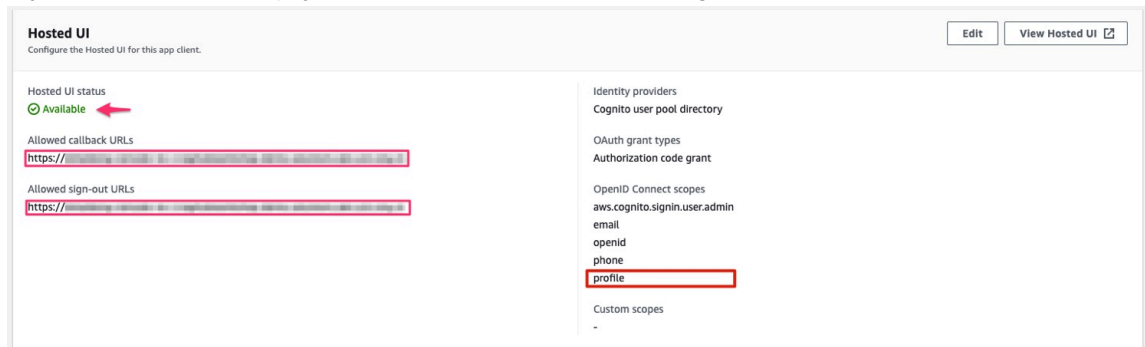 Hosted UI
Configure the Hosted UI for this app client.
Edit
View Hosted UI
Hosted UI status
Available
Allowed callback URLs
https://
Allowed sign-out URLs
https://
Identity providers
Cognito user pool directory
OAuth grant types
Authorization code grant
OpenID Connect scopes
aws.cognito.signin.user.admin
email
openid
phone
profile
Custom scopes
-